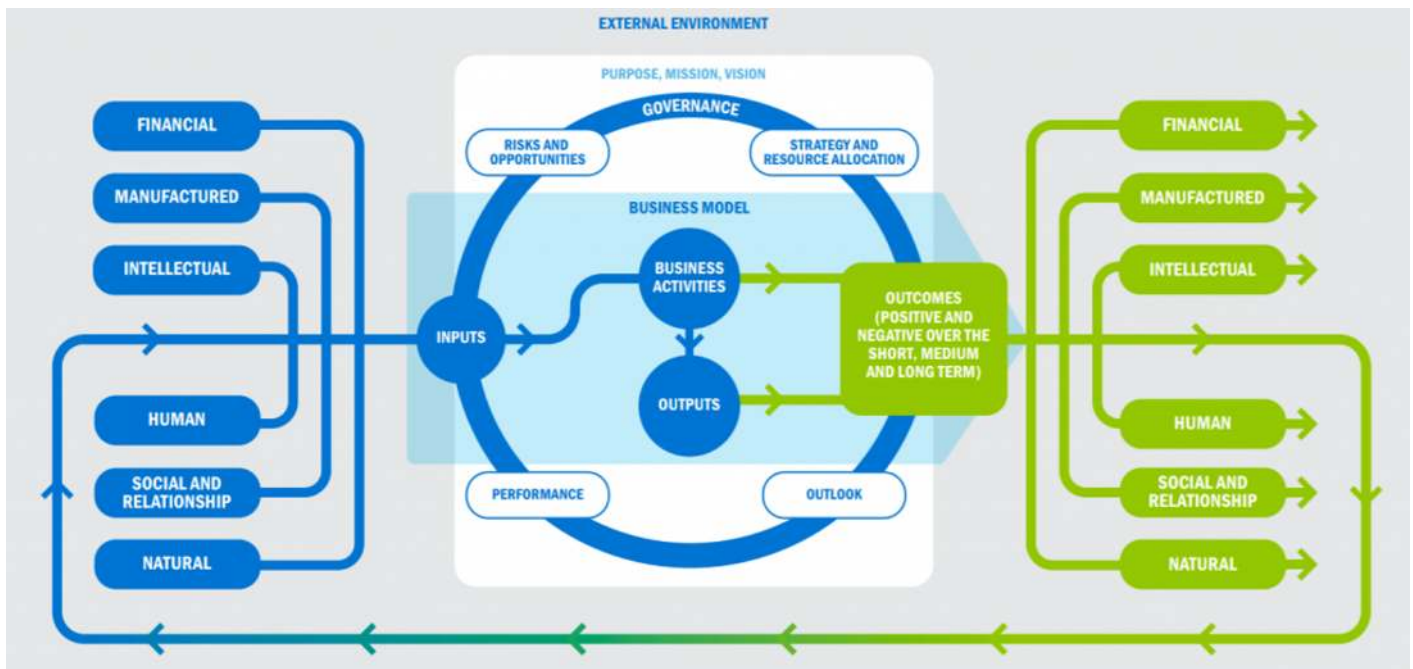 EXTERNAL ENVIRONMENT
PURPOSE, MISSION, VISION
GOVERNANCE
FINANCIAL
MANUFACTURED
INTELLECTUAL
HUMAN
SOCIAL AND
RELATIONSHIP
NATURAL
RISKS AND
OPPORTUNITIES
STRATEGY AND
RESOURCE ALLOCATION
BUSINESS MODEL
INPUTS
BUSINESS
ACTIVITIES
OUTPUTS
OUTCOMES
(POSITIVE AND
NEGATIVE OVER THE
SHORT, MEDIUM
AND LONG TERM)
PERFORMANCE
OUTLOOK
FINANCIAL
MANUFACTURED
INTELLECTUAL
HUMAN
SOCIAL AND
RELATIONSHIP
NATURAL